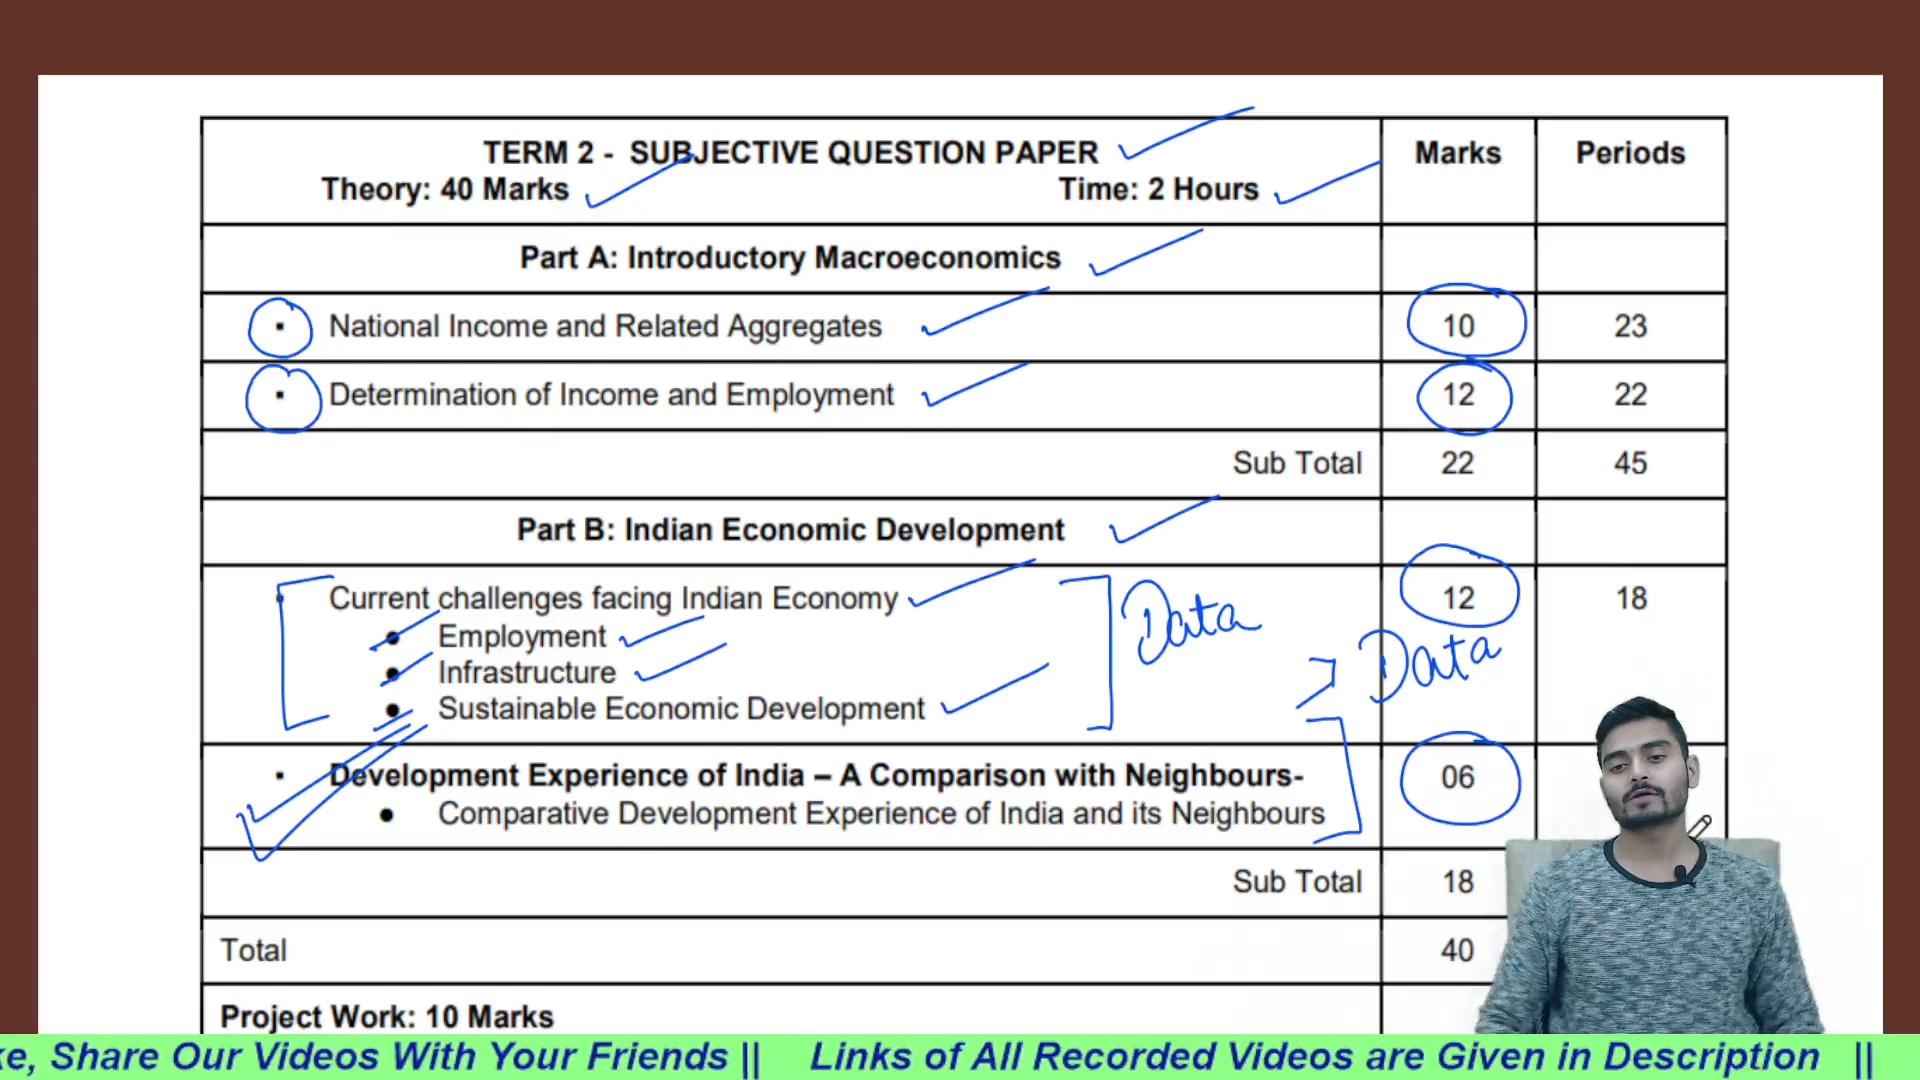 TERM 2 - SUBJECTIVE QUESTION PAPER
Theory: 40 Marks Time: 2 Hours
Marks
Periods
Part A: Introductory Macroeconomics
▪ National Income and Related Aggregates 10 23
▪ Determination of Income and Employment 12 22
Sub Total 22 45
Part B: Indian Economic Development
Current challenges facing Indian Economy 12 18
● Employment
● Infrastructure
● Sustainable Economic Development
Data
Data
▪ Development Experience of India – A Comparison with Neighbours- 06
● Comparative Development Experience of India and its Neighbours
Sub Total 18
Total 40
Project Work: 10 Marks
ke, Share Our Videos With Your Friends || Links of All Recorded Videos are Given in Description ||